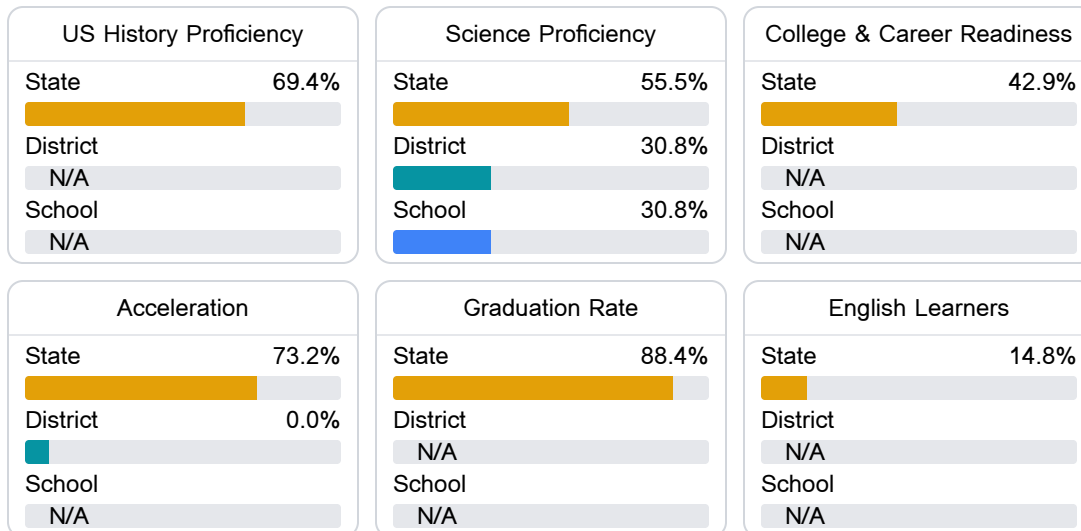 US History Proficiency
State 69.4%
District
N/A
School
N/A
Science Proficiency
State 55.5%
District 30.8%
School 30.8%
College & Career Readiness
State 42.9%
District
N/A
School
N/A
Acceleration
State 73.2%
District 0.0%
School
N/A
Graduation Rate
State 88.4%
District
N/A
School
N/A
English Learners
State 14.8%
District
N/A
School
N/A